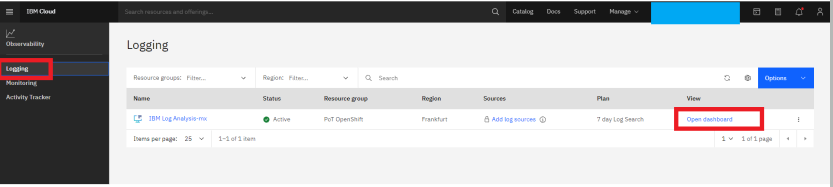 IBM Cloud
Search resources and offerings...
Catalog Docs Support Manage
Observability
Logging
Monitoring
Activity Tracker
Logging
Resource groups: Filter... Region: Filter... Search Options
Name Status Resource group Region Sources Plan View
IBM Log Analysis-mx Active PoT OpenShift Frankfurt Add log sources 7 day Log Search Open dashboard
Items per page: 25 1–1 of 1 item 1 1 of 1 page